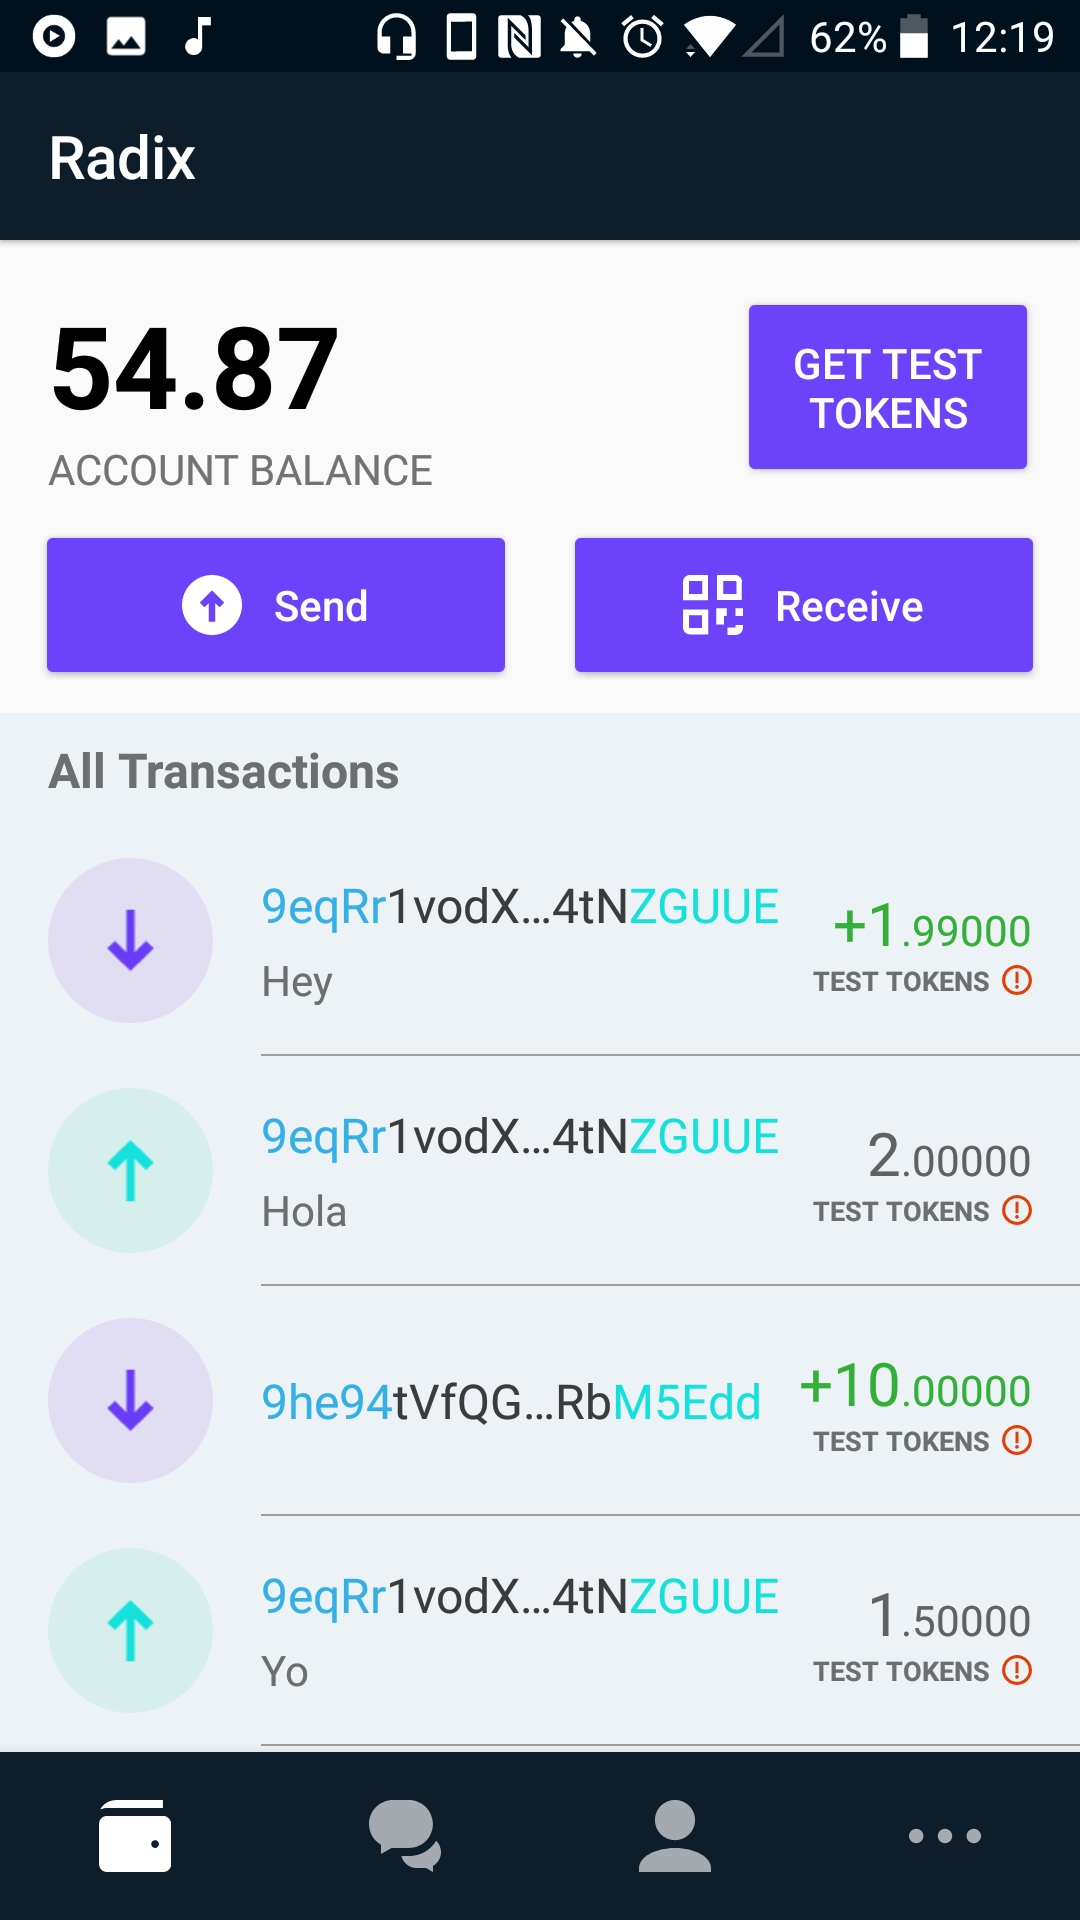 62% 12:19
Radix
54.87
ACCOUNT BALANCE
GET TEST
TOKENS
Send
Receive
All Transactions
9eqRr1vodX...4tNZGUUE
+1.99000
Hey
TEST TOKENS
9eqRr1vodX...4tNZGUUE
2.00000
Hola
TEST TOKENS
9he94tVfQG...RbM5Edd
+10.00000
TEST TOKENS
9eqRr1vodX...4tNZGUUE
1.50000
Yo
TEST TOKENS